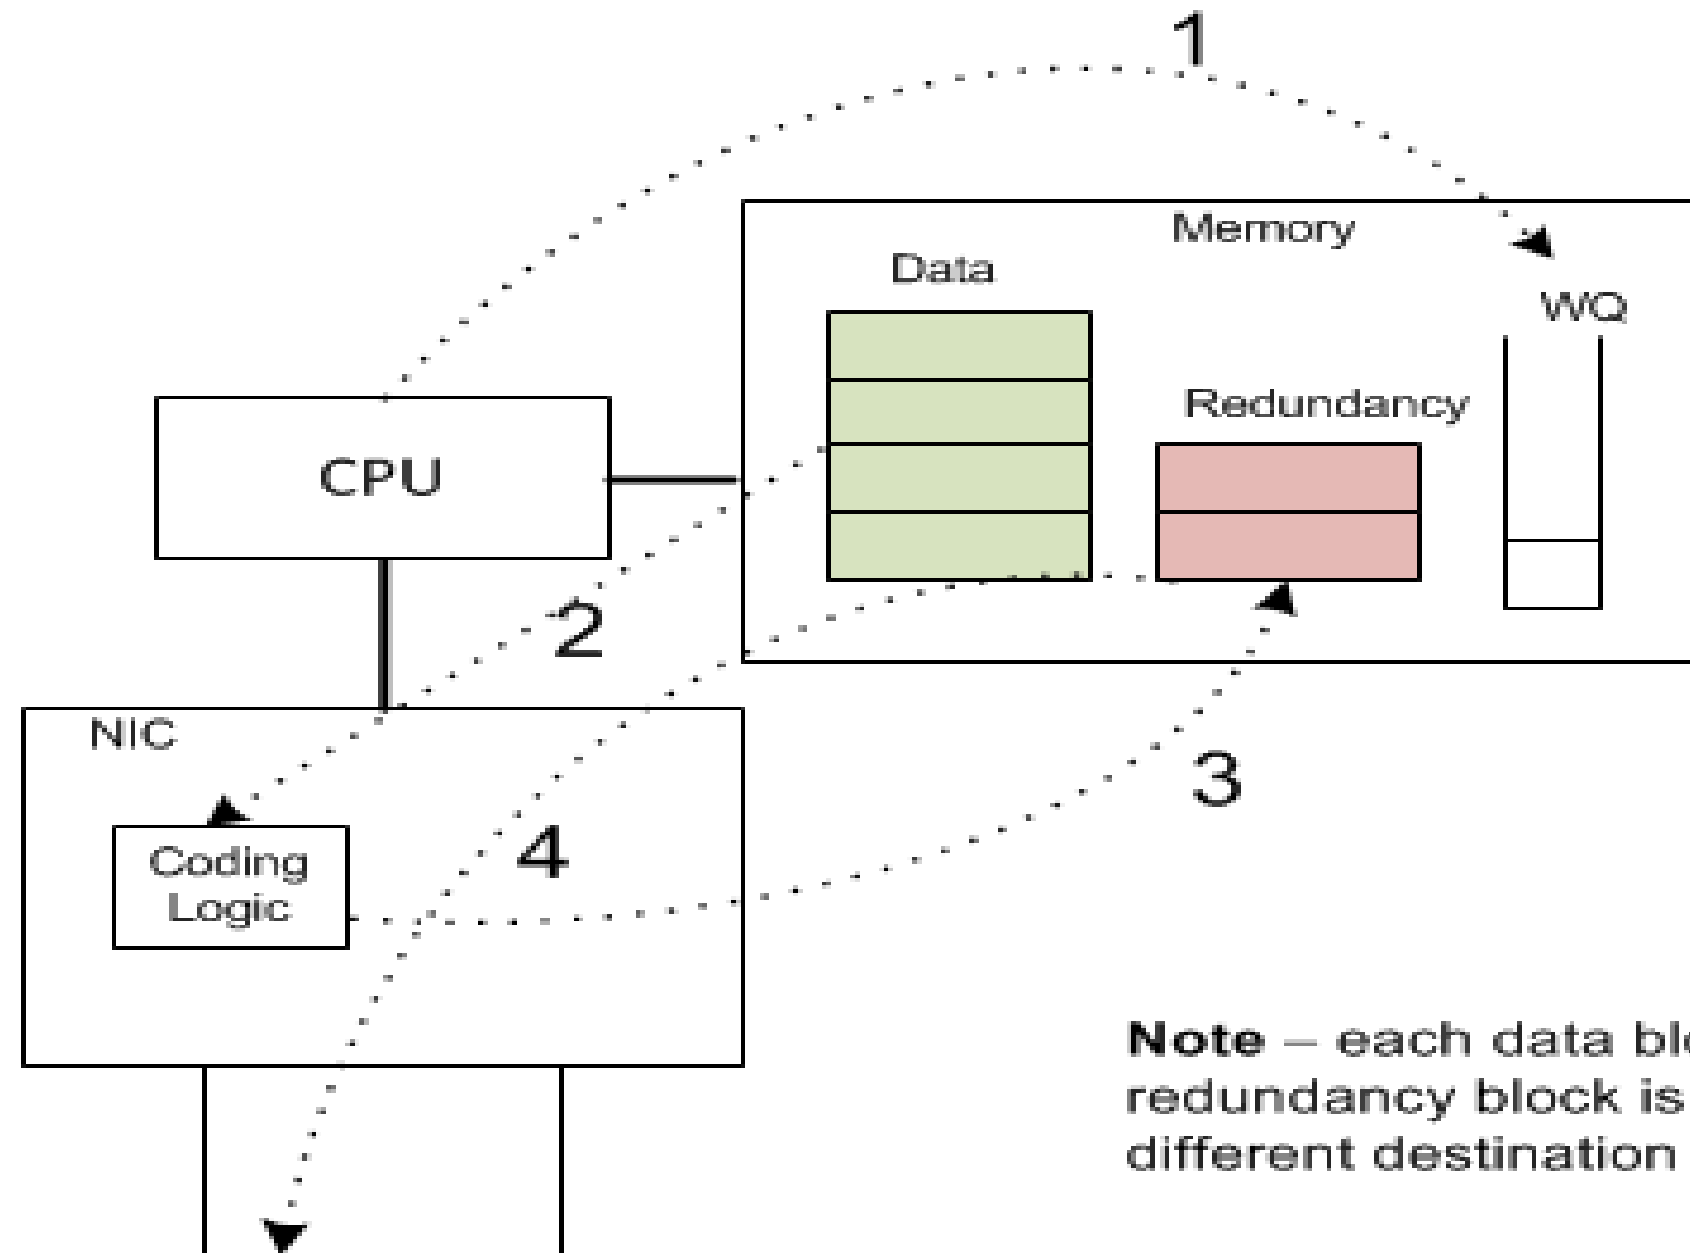 1
Memory
Data
WQ
Redundancy
CPU
2
NIC
3
4
Coding
Logic
Note – each data
redundancy block is
different destination